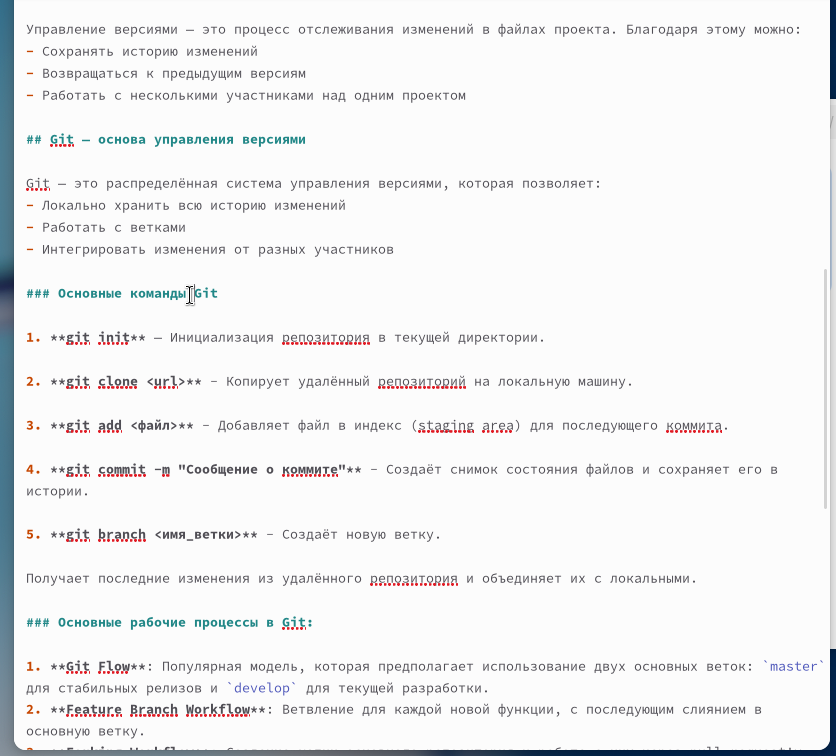 Управление версиями — это процесс отслеживания изменений в файлах проекта. Благодаря этому можно:
- Сохранять историю изменений
- Возвращаться к предыдущим версиям
- Работать с несколькими участниками над одним проектом
## Git — основа управления версиями
Git — это распределённая система управления версиями, которая позволяет:
- Локально хранить всю историю изменений
- Работать с ветками
- Интегрировать изменения от разных участников
### Основные команды Git
1. **git init** — Инициализация репозитория в текущей директории.
2. **git clone <url>** - Копирует удалённый репозиторий на локальную машину.
3. **git add <файл>** - Добавляет файл в индекс (staging area) для последующего коммита.
4. **git commit -m "Сообщение о коммите"** - Создаёт снимок состояния файлов и сохраняет его в
истории.
5. **git branch <имя_ветки>** - Создаёт новую ветку.
Получает последние изменения из удалённого репозитория и объединяет их с локальными.
### Основные рабочие процессы в Git:
1. **Git Flow**: Популярная модель, которая предполагает использование двух основных веток: `master`
для стабильных релизов и `develop` для текущей разработки.
2. **Feature Branch Workflow**: Ветвление для каждой новой функции, с последующим слиянием в
основную ветку.